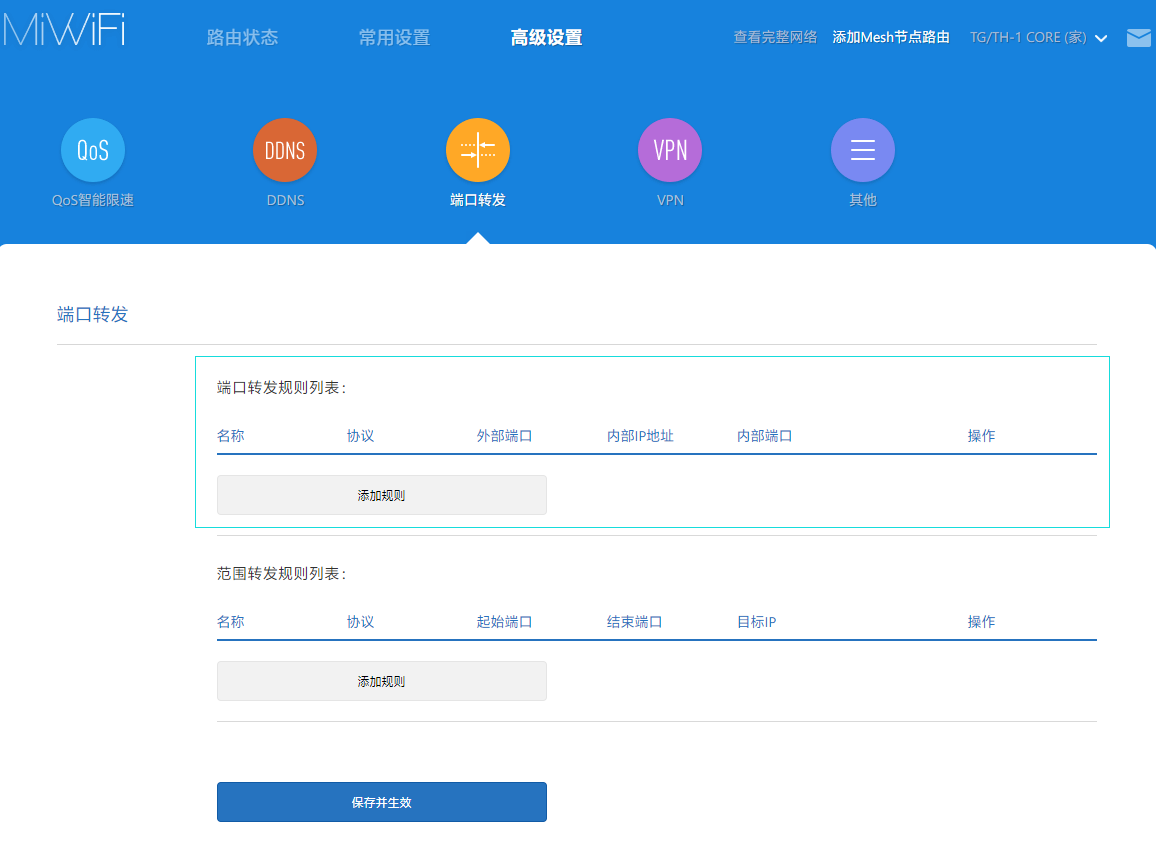 MiWiFi 路由状态 常用设置 高级设置 查看完整网络 添加Mesh节点路由 TG/TH-1 CORE (家)
QoS DDNS VPN
QoS智能限速 DDNS 端口转发 VPN 其他
端口转发
端口转发规则列表:
名称 协议 外部端口 内部IP地址 内部端口 操作
添加规则
范围转发规则列表:
名称 协议 起始端口 结束端口 目标IP 操作
添加规则
保存并生效